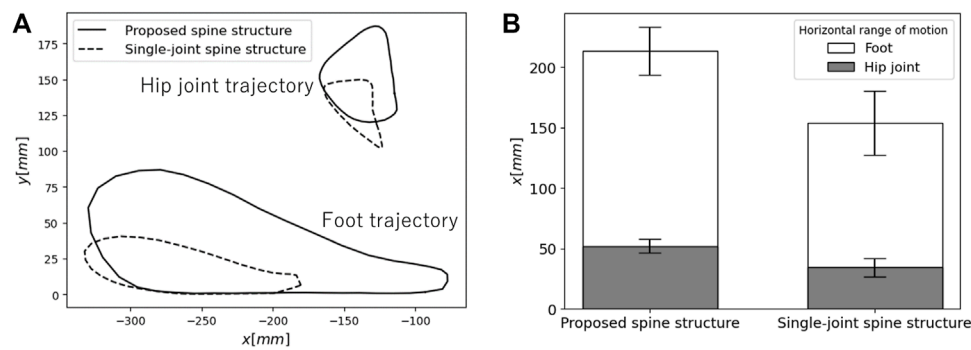 A
Proposed spine structure
Single-joint spine structure
Hip joint trajectory
Foot trajectory
y[mm]
175
150
125
100
75
50
25
0
−300
−250
−200
−150
−100
x[mm]
B
Horizontal range of motion
Foot
Hip joint
x[mm]
200
150
100
50
0
Proposed spine structure
Single-joint spine structure